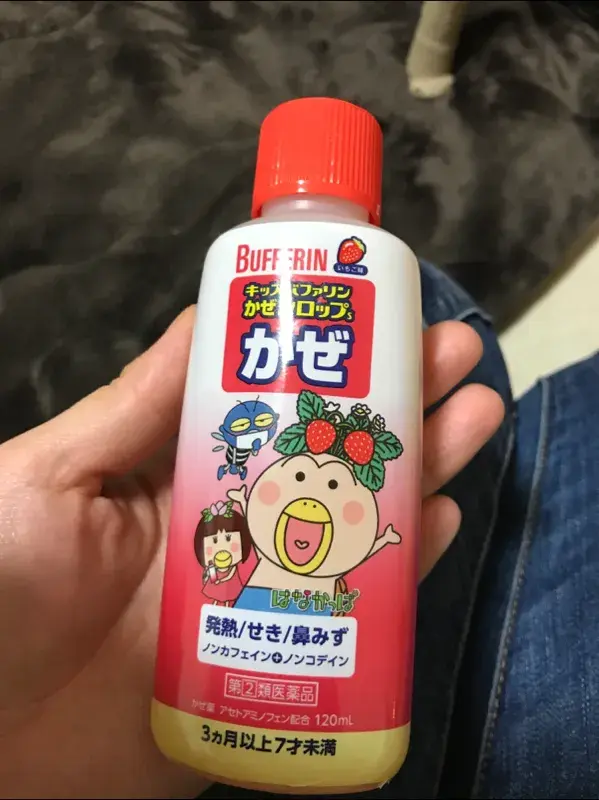 BUFFERIN
いちご味
キッズバファリン
かぜシロップS
かぜ
はなかっぱ
発熱/せき/鼻みず
ノンカフェイン+ノンコデイン
指②類医薬品
かぜ薬 アセトアミノフェン配合 120mL
3ヵ月以上7才未満